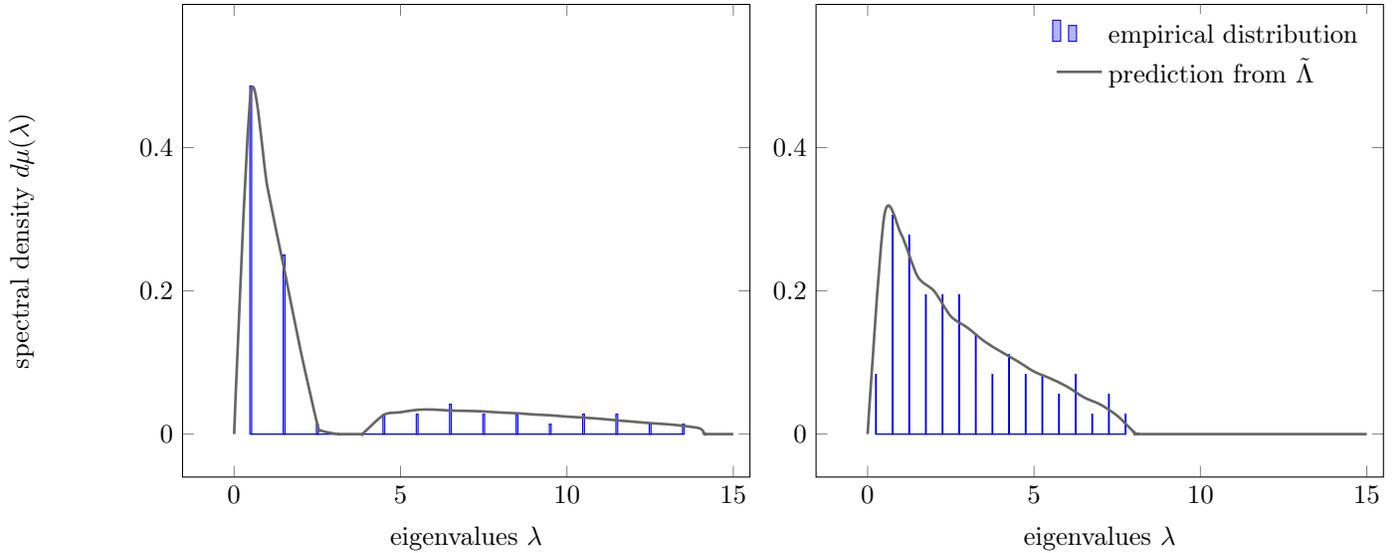 spectral density dμ(λ)
0.4
0.2
0
0 5 10 15
eigenvalues λ
empirical distribution
prediction from Λ̃
0.4
0.2
0
0 5 10 15
eigenvalues λ